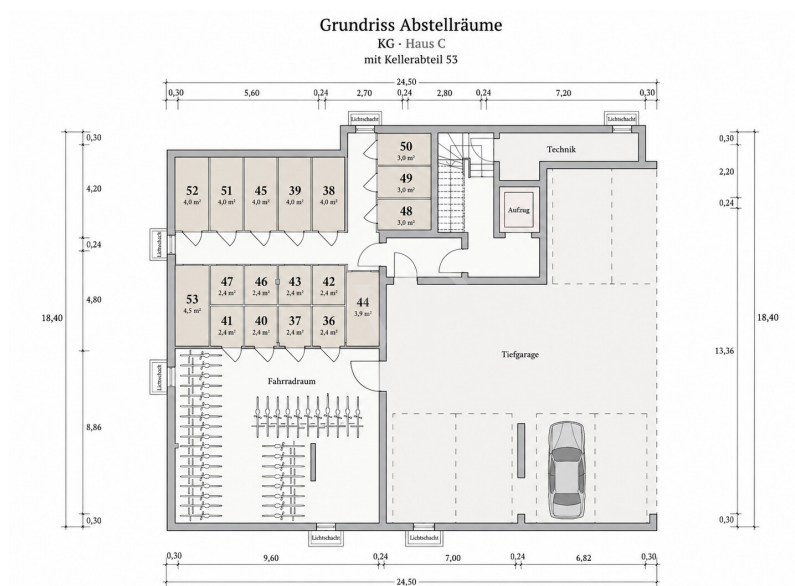 Grundriss Abstellräume
KG · Haus C
mit Kellerabteil 53
24,50
0,30 5,60 0,24 2,70 0,24 2,80 0,24 7,20 0,30
Lichtschacht
Lichtschacht
0,30
4,20
0,24
4,80
18,40
8,86
0,30
0,30
2,20
0,24
18,40
13,36
0,30
50
3,0 m²
49
3,0 m²
48
3,0 m²
Technik
Aufzug
52
4,0 m²
51
4,0 m²
45
4,0 m²
39
4,0 m²
38
4,0 m²
Lichtschacht
53
4,5 m²
47
2,4 m²
46
2,4 m²
43
2,4 m²
42
2,4 m²
44
3,9 m²
41
2,4 m²
40
2,4 m²
37
2,4 m²
36
2,4 m²
Tiefgarage
Lichtschacht
Fahrradraum
Lichtschacht
Lichtschacht
0,30 9,60 0,24 7,00 0,24 6,82 0,30
24,50